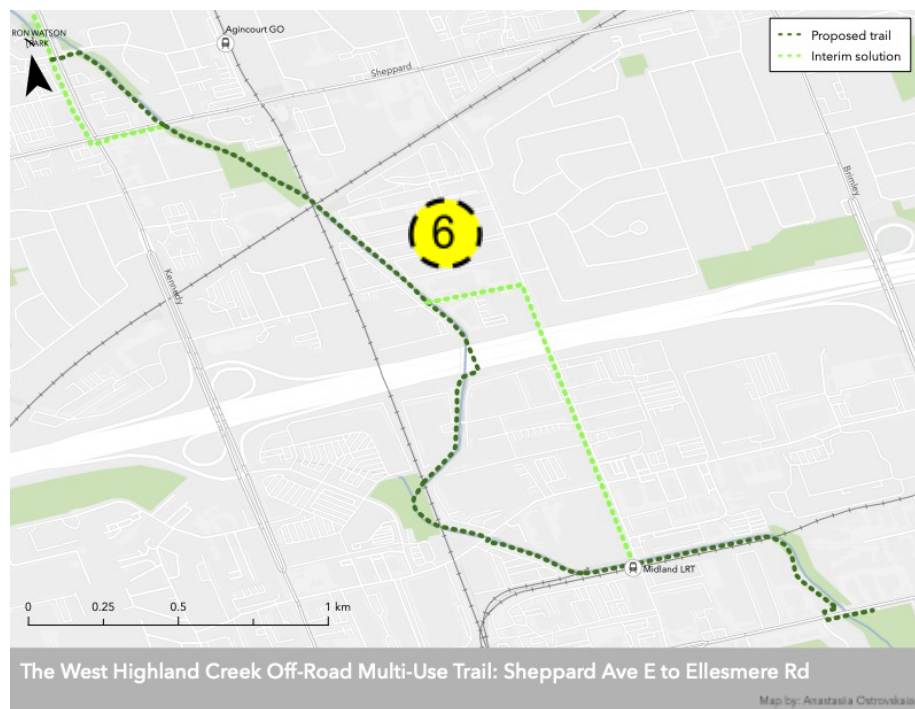 Agincourt GO
RON WATSON
PARK
Proposed trail
Interim solution
Sheppard
Brimley
6
Kennedy
Midland LRT
0 0.25 0.5 1 km
The West Highland Creek Off-Road Multi-Use Trail: Sheppard Ave E to Ellesmere Rd
Map by: Anastasiia Ostrovskaia